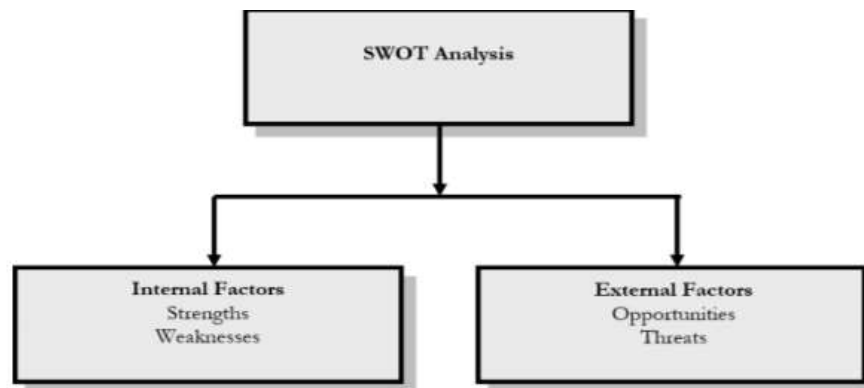 SWOT Analysis
Internal Factors
Strengths
Weaknesses
External Factors
Opportunities
Threats